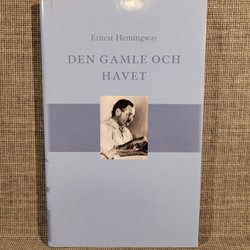 Ernest Hemingway
DEN GAMLE OCH
HAVET